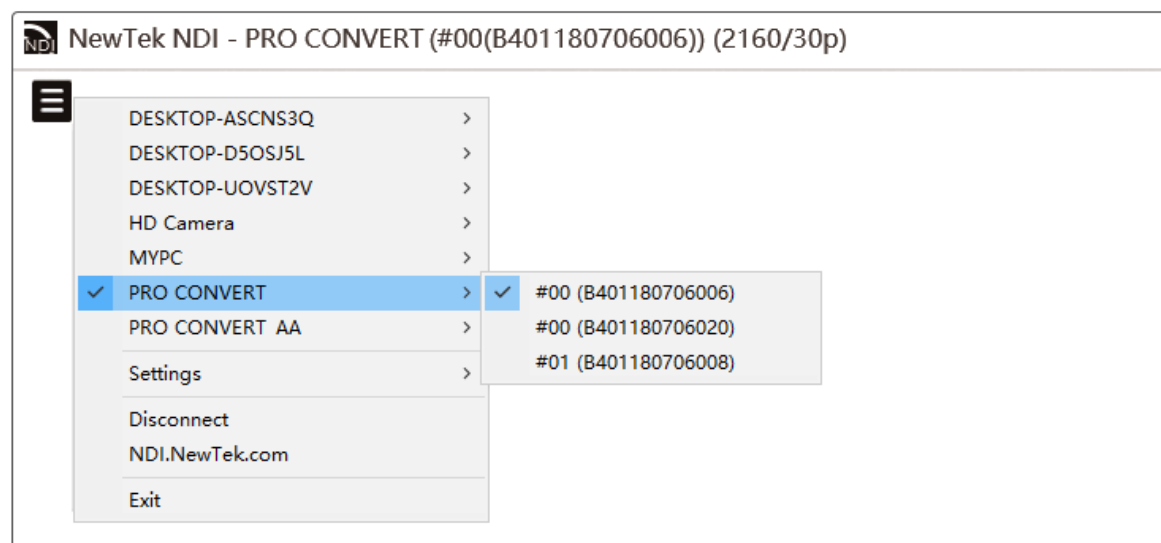 NDI NewTek NDI - PRO CONVERT (#00(B401180706006)) (2160/30p)
DESKTOP-ASCNS3Q
DESKTOP-D5OSJ5L
DESKTOP-UOVST2V
HD Camera
MYPC
PRO CONVERT
#00 (B401180706006)
PRO CONVERT AA
#00 (B401180706020)
#01 (B401180706008)
Settings
Disconnect
NDI.NewTek.com
Exit